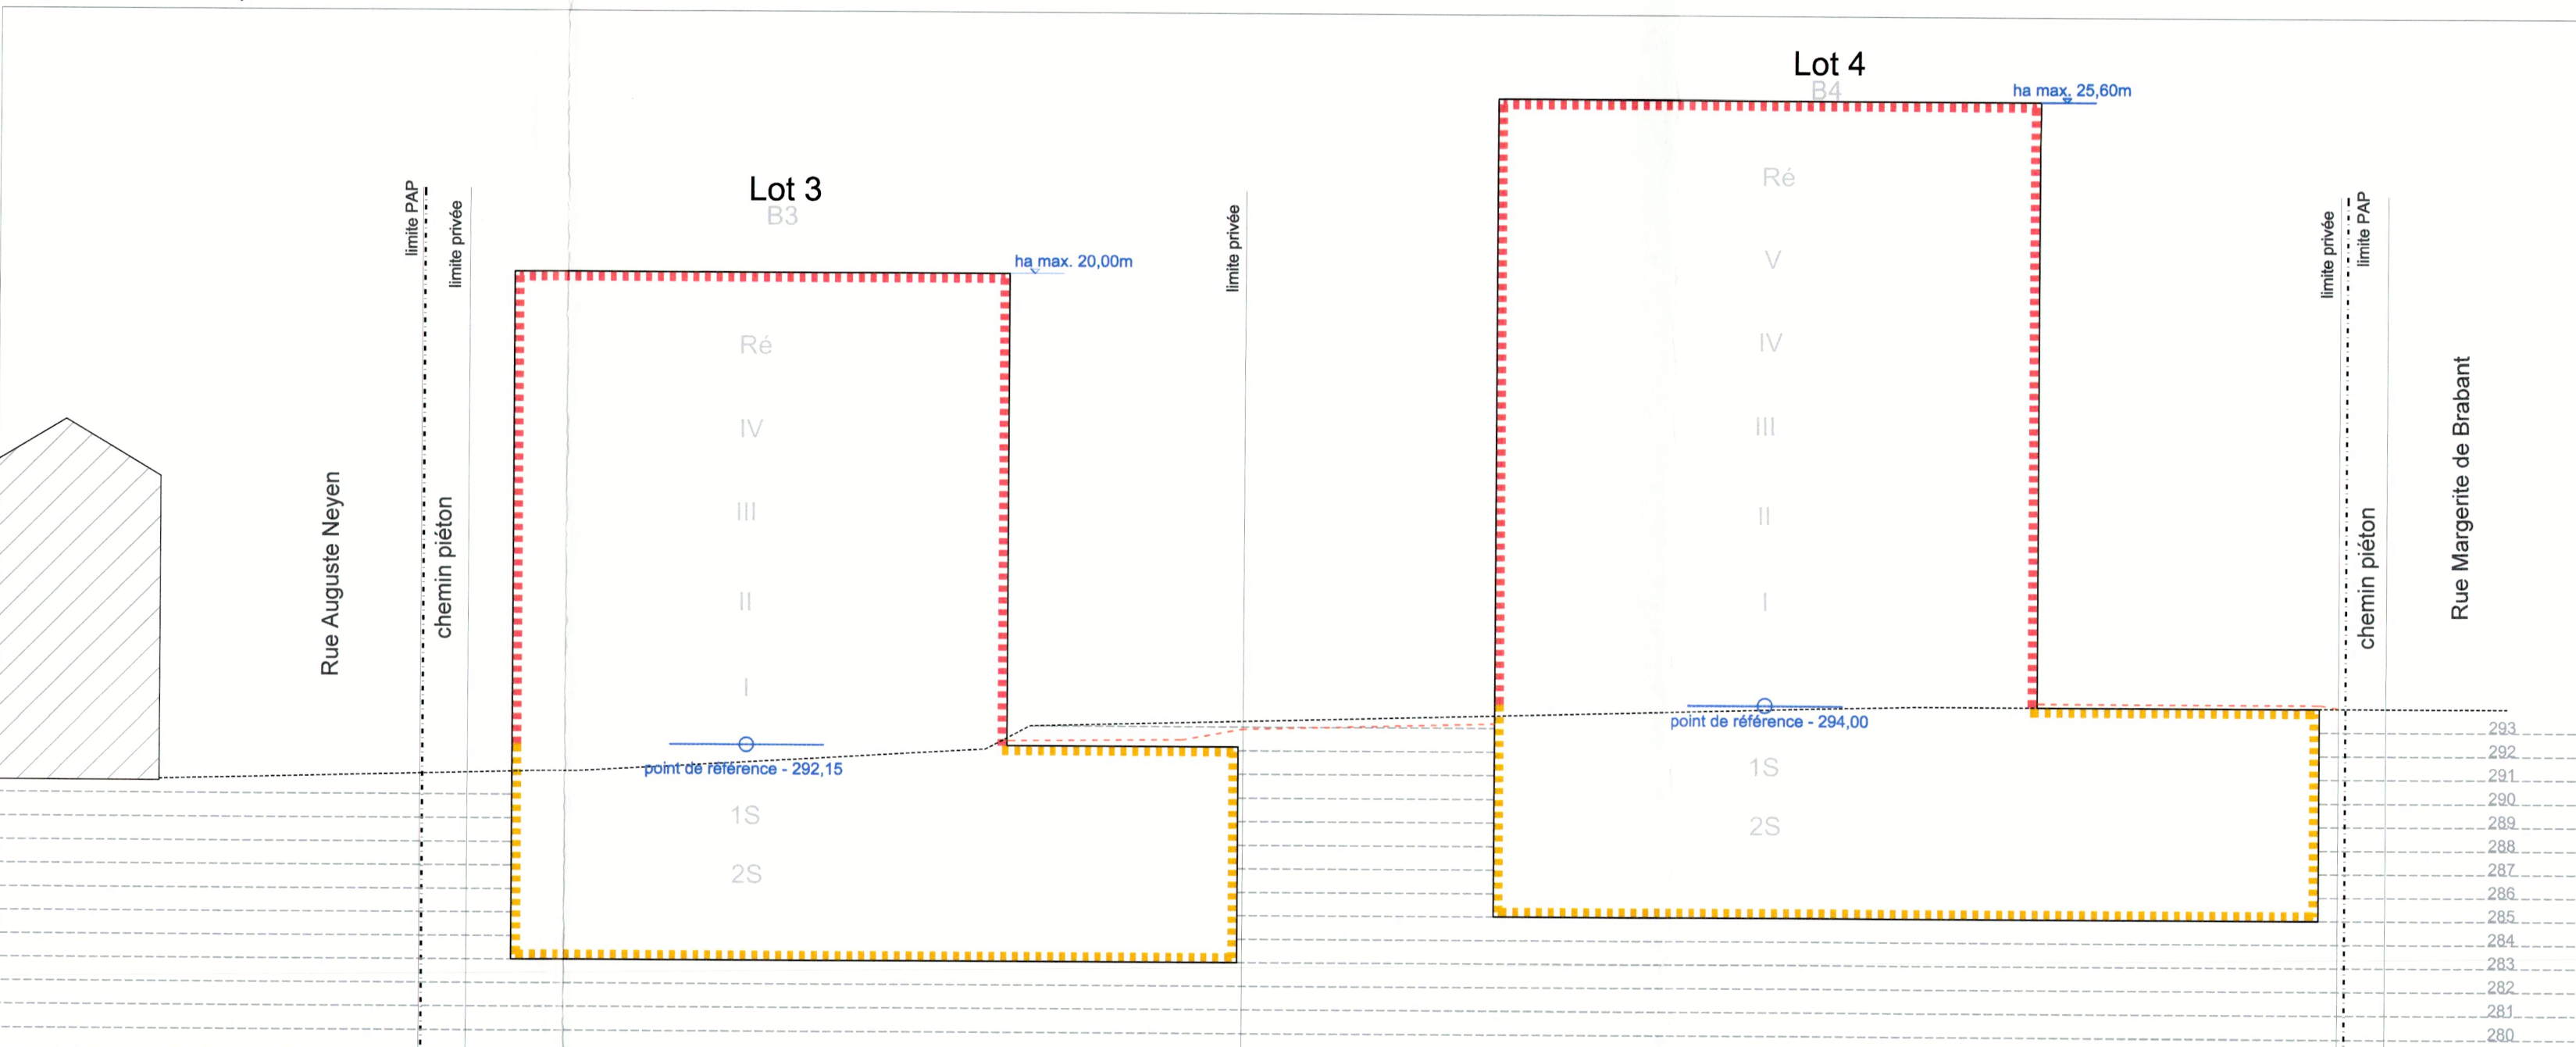 Lot 4
B4
ha max. 25,60m
Ré
V
IV
III
II
I
point de référence - 294,00
1S
2S
Lot 3
B3
ha max. 20,00m
Ré
IV
III
II
I
point de référence - 292,15
1S
2S
limite PAP
limite privée
Rue Auguste Neyen
chemin piéton
limite privée
limite privée
limite PAP
chemin piéton
Rue Margerite de Brabant
293
292
291
290
289
288
287
286
285
284
283
282
281
280